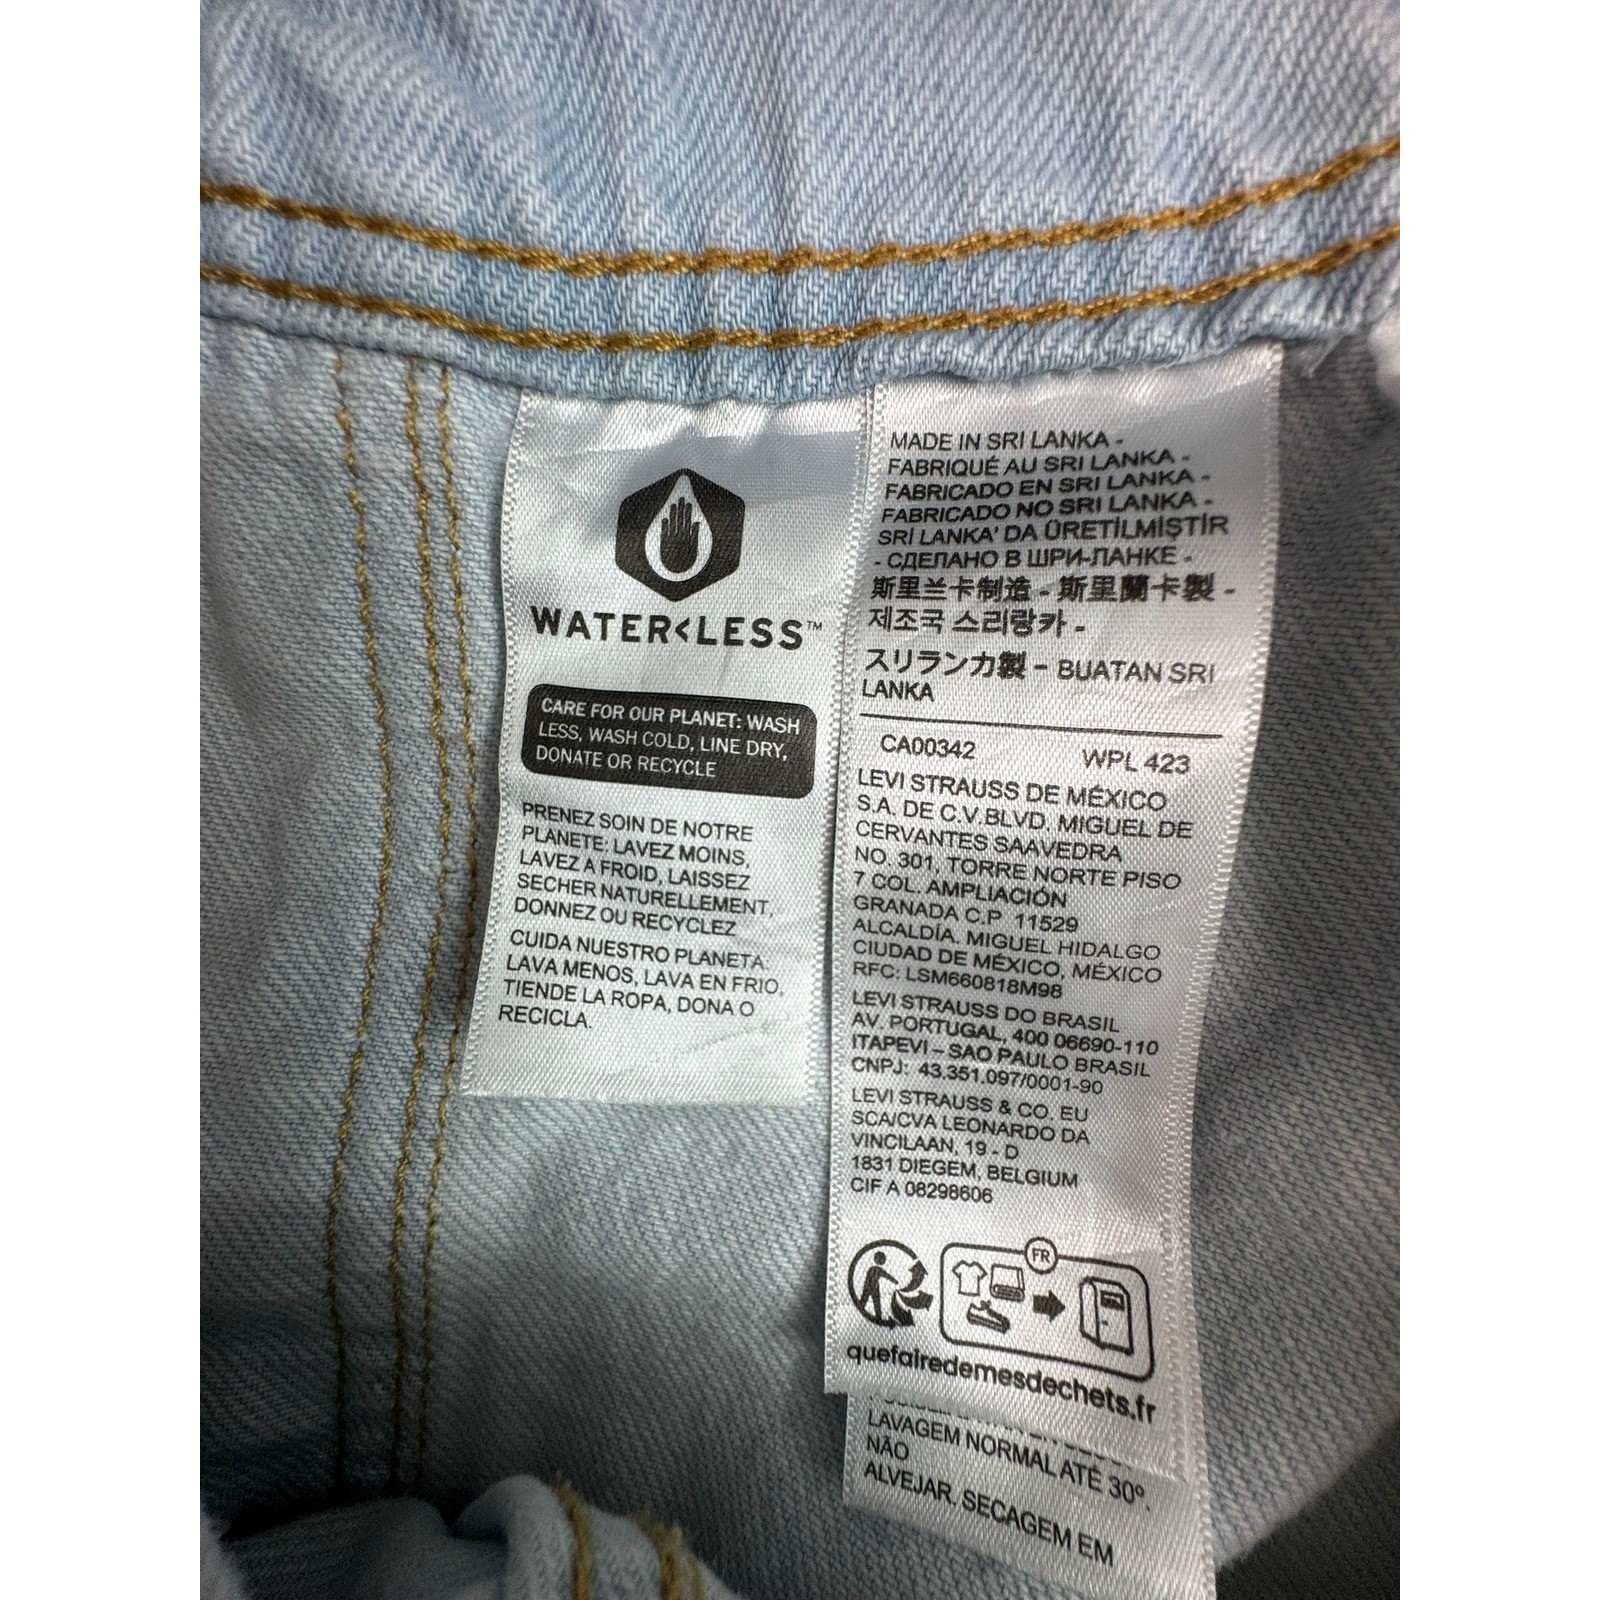 WATER<LESS™
CARE FOR OUR PLANET: WASH
LESS, WASH COLD, LINE DRY,
DONATE OR RECYCLE
PRENEZ SOIN DE NOTRE
PLANETE: LAVEZ MOINS,
LAVEZ A FROID, LAISSEZ
SECHER NATURELLEMENT,
DONNEZ OU RECYCLEZ
CUIDA NUESTRO PLANETA.
LAVA MENOS, LAVA EN FRIO,
TIENDE LA ROPA, DONA O
RECICLA.
MADE IN SRI LANKA -
FABRIQUÉ AU SRI LANKA -
FABRICADO EN SRI LANKA -
FABRICADO NO SRI LANKA -
SRİ LANKA' DA ÜRETİLMİŞTİR
- СДЕЛАНО В ШРИ-ЛАНКЕ -
斯里兰卡制造 - 斯里蘭卡製 -
제조국 스리랑카 -
スリランカ製 - BUATAN SRI
LANKA
CA00342 WPL 423
LEVI STRAUSS DE MÉXICO
S.A. DE C.V.BLVD. MIGUEL DE
CERVANTES SAAVEDRA
NO. 301, TORRE NORTE PISO
7 COL. AMPLIACIÓN
GRANADA C.P 11529
ALCALDÍA. MIGUEL HIDALGO
CIUDAD DE MÉXICO, MÉXICO
RFC: LSM660818M98
LEVI STRAUSS DO BRASIL
AV. PORTUGAL, 400 06690-110
ITAPEVI – SAO PAULO BRASIL
CNPJ: 43.351.097/0001-90
LEVI STRAUSS & CO. EU
SCA/CVA LEONARDO DA
VINCILAAN, 19 - D
1831 DIEGEM, BELGIUM
CIF A 08298606
FR
quefairedemesdechets.fr
LAVAGEM NORMAL ATÉ 30º.
NÃO
ALVEJAR. SECAGEM EM